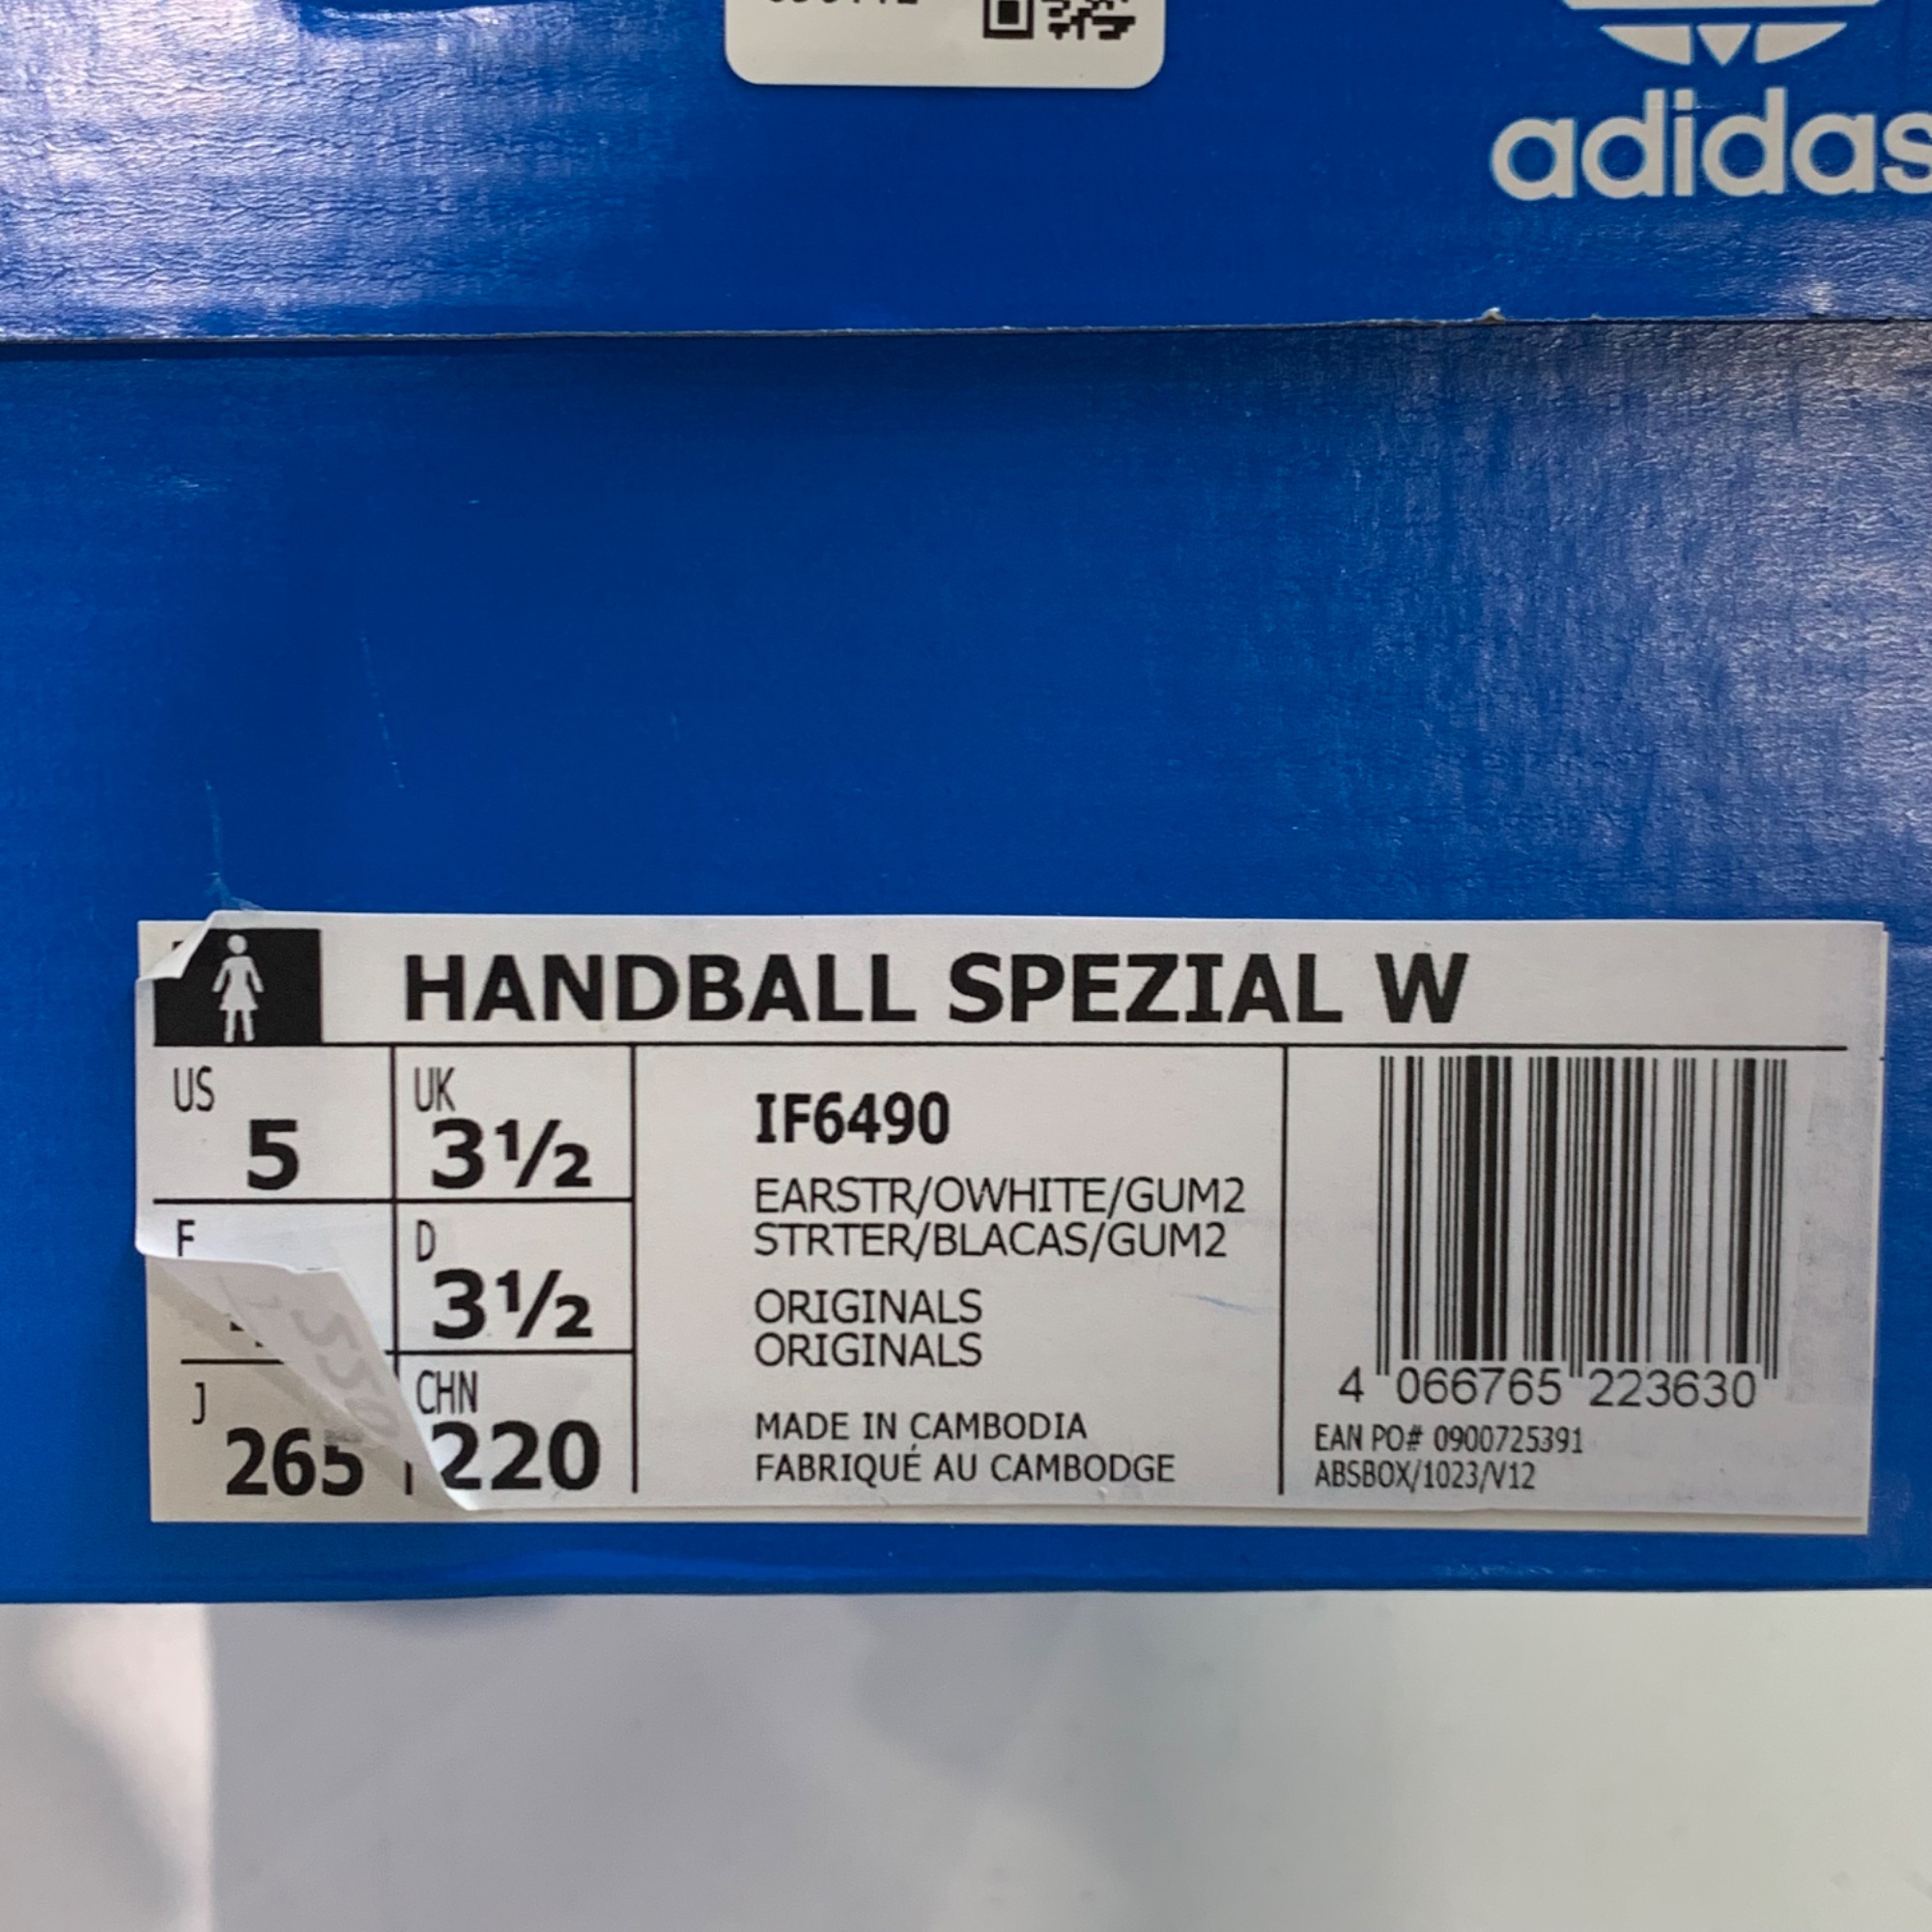 adidas
HANDBALL SPEZIAL W
US
5
UK
3½
F
D
3½
J
265
CHN
220
IF6490
EARSTR/OWHITE/GUM2
STRTER/BLACAS/GUM2
ORIGINALS
ORIGINALS
MADE IN CAMBODIA
FABRIQUÉ AU CAMBODGE
4 066765 223630
EAN PO# 0900725391
ABSBOX/1023/V12